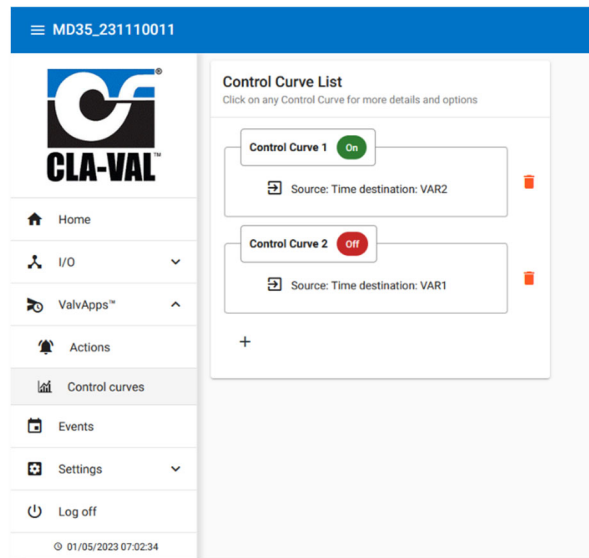 MD35_231110011
CLA-VAL™
®
Home
I/O
ValvApps™
Actions
Control curves
Events
Settings
Log off
01/05/2023 07:02:34
Control Curve List
Click on any Control Curve for more details and options
Control Curve 1 On
Source: Time destination: VAR2
Control Curve 2 Off
Source: Time destination: VAR1
+